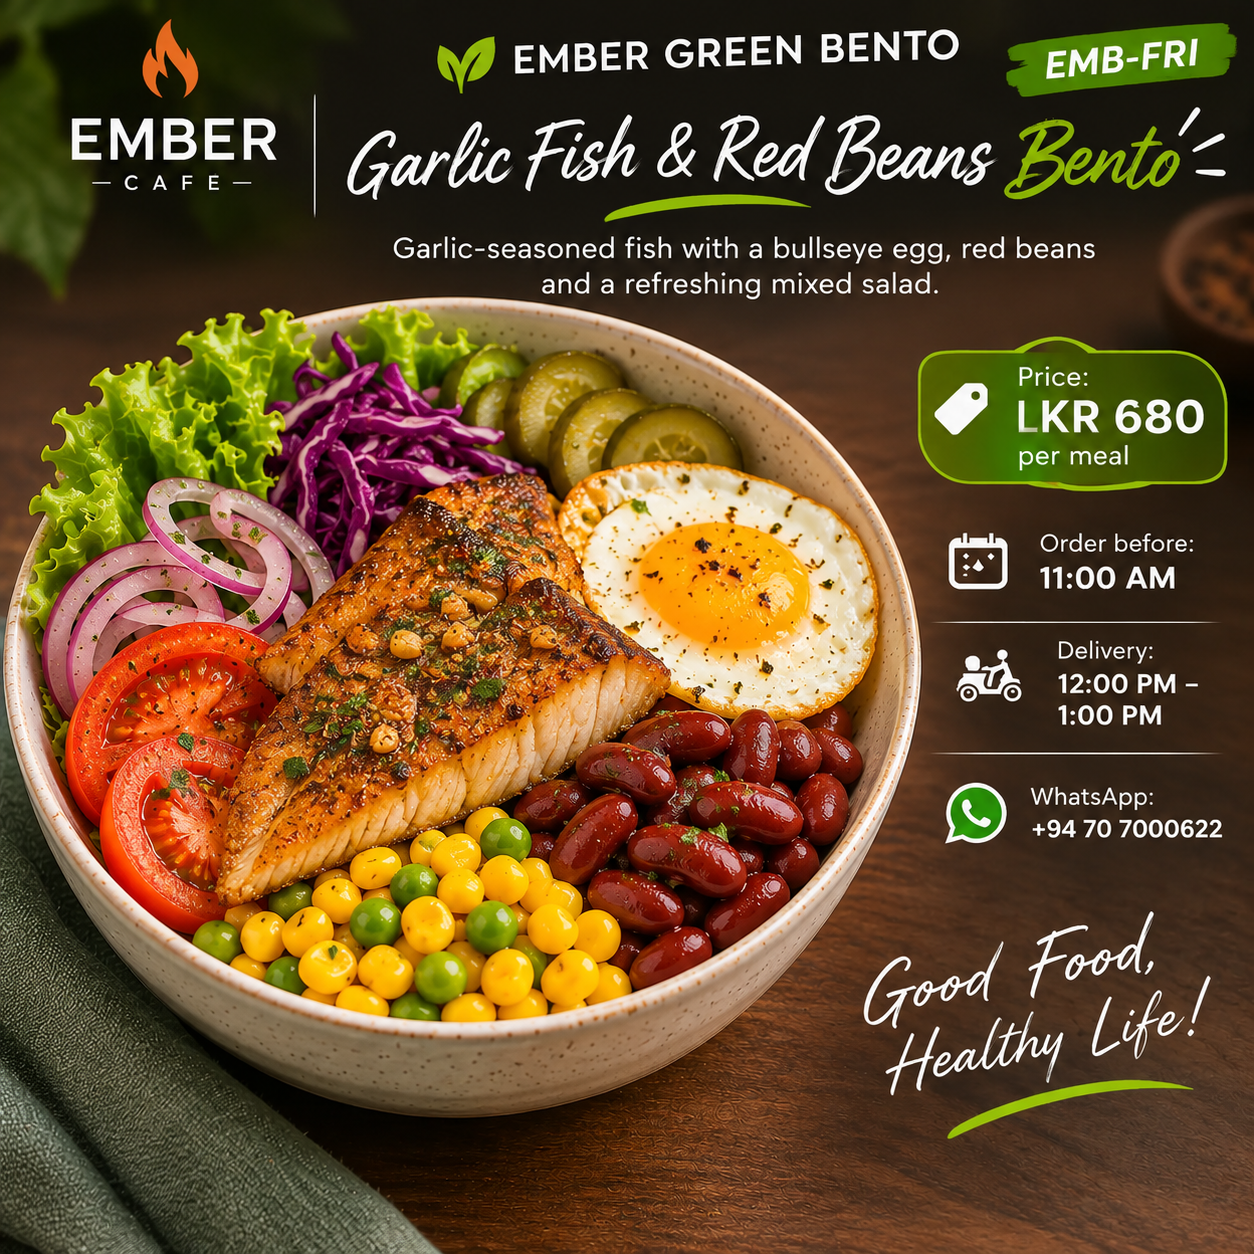 EMBER
CAFE
EMBER GREEN BENTO
EMB-FRI
Garlic Fish & Red Beans Bento
Garlic-seasoned fish with a bullseye egg, red beans
and a refreshing mixed salad.
Price:
LKR 680
per meal
Order before:
11:00 AM
Delivery:
12:00 PM –
1:00 PM
WhatsApp:
+94 70 7000622
Good Food,
Healthy Life!